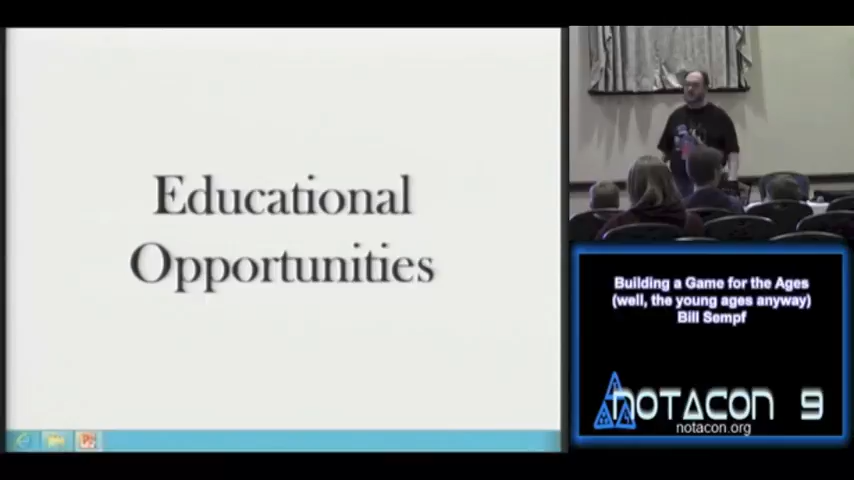 Educational
Opportunities
Building a Game for the Ages
(well, the young ages anyway)
Bill Sempf
NOTACON 9
notacon.org